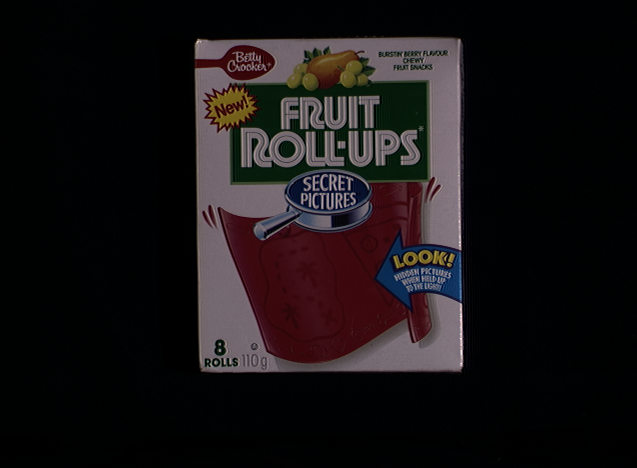 Betty
Crocker
BURSTIN' BERRY FLAVOUR
CHEWY
FRUIT SNACKS
New!
FRUIT
ROLL-UPS
SECRET
PICTURES
LOOK!
HIDDEN PICTURES
WHEN HELD UP
TO THE LIGHT!
8
ROLLS 110g